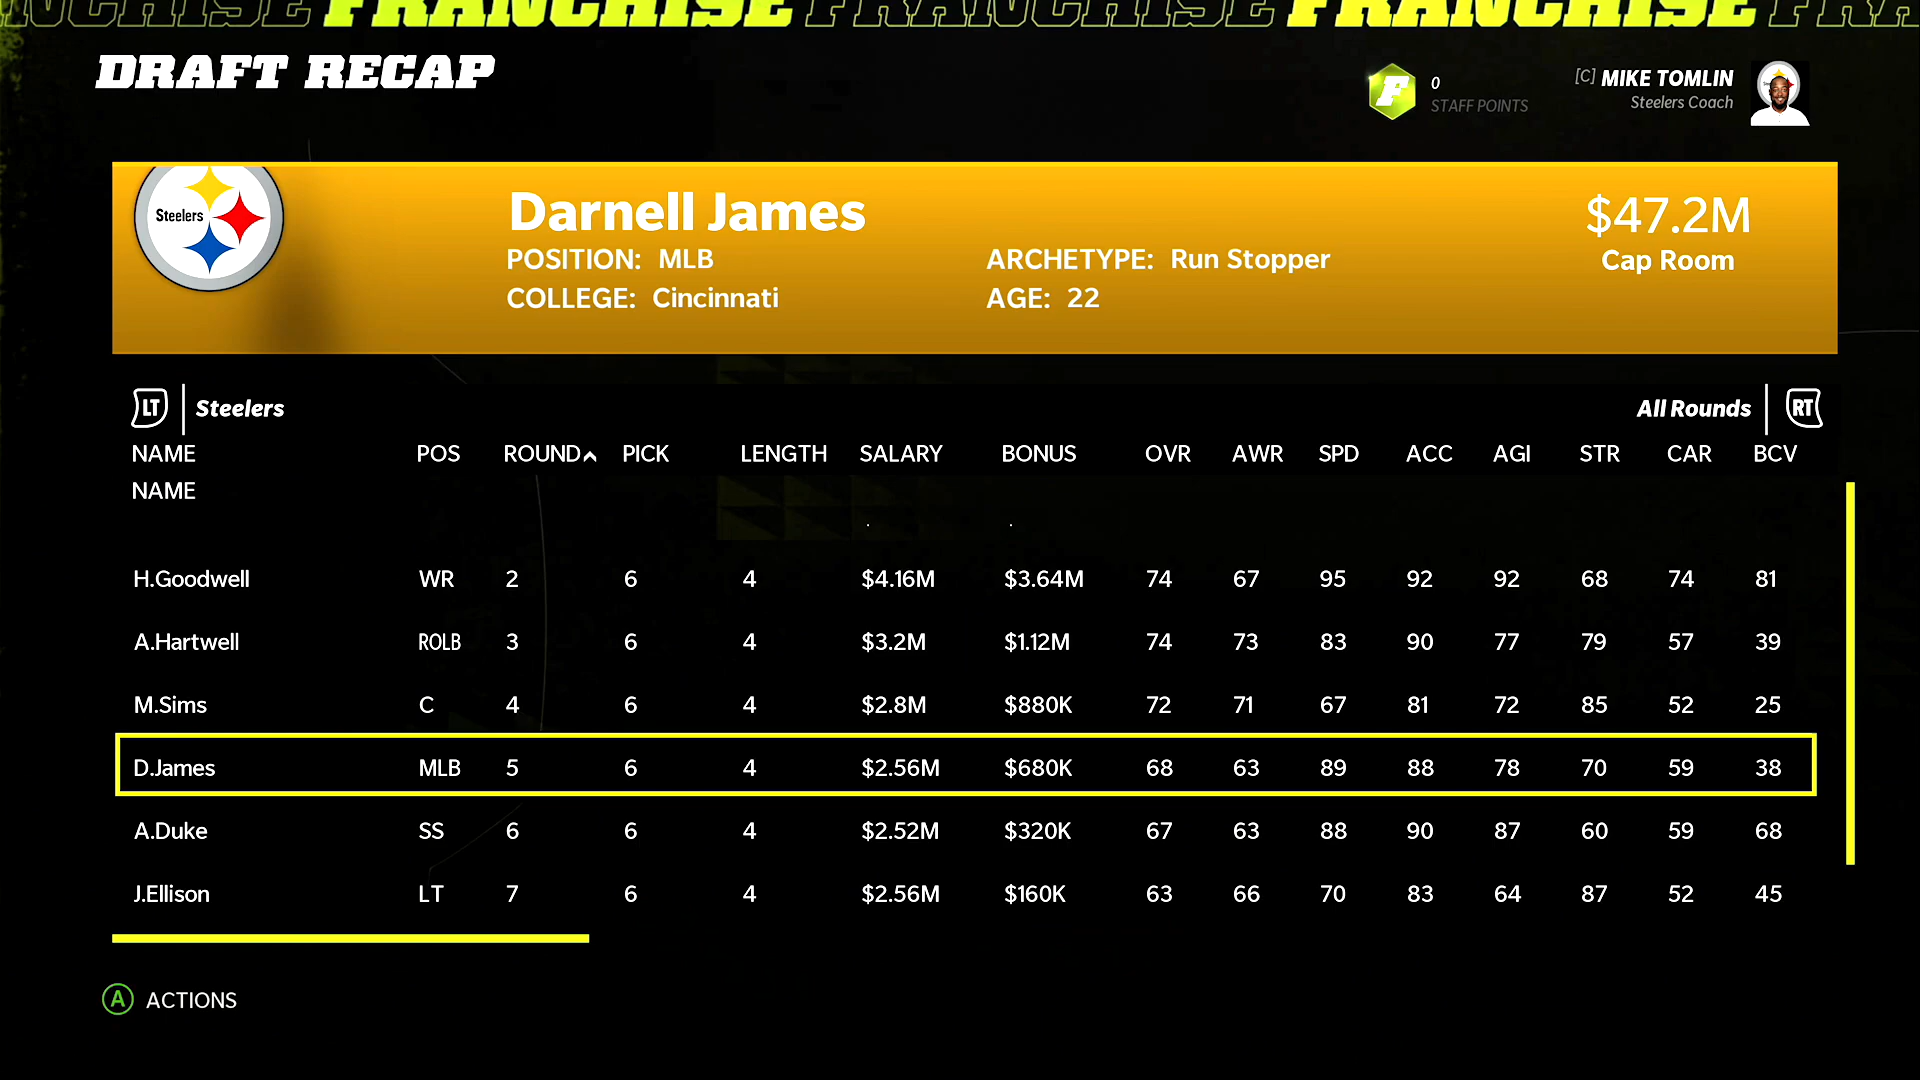 FRANCHISE FRANCHISE FRANCHISE FRANCHISE
DRAFT RECAP
F
0
STAFF POINTS
[C] MIKE TOMLIN
Steelers Coach
Steelers
Darnell James
POSITION: MLB
COLLEGE: Cincinnati
ARCHETYPE: Run Stopper
AGE: 22
$47.2M
Cap Room
LT Steelers
All Rounds RT
NAME POS ROUND PICK LENGTH SALARY BONUS OVR AWR SPD ACC AGI STR CAR BCV
NAME
H.Goodwell WR 2 6 4 $4.16M $3.64M 74 67 95 92 92 68 74 81
A.Hartwell ROLB 3 6 4 $3.2M $1.12M 74 73 83 90 77 79 57 39
M.Sims C 4 6 4 $2.8M $880K 72 71 67 81 72 85 52 25
D.James MLB 5 6 4 $2.56M $680K 68 63 89 88 78 70 59 38
A.Duke SS 6 6 4 $2.52M $320K 67 63 88 90 87 60 59 68
J.Ellison LT 7 6 4 $2.56M $160K 63 66 70 83 64 87 52 45
A ACTIONS